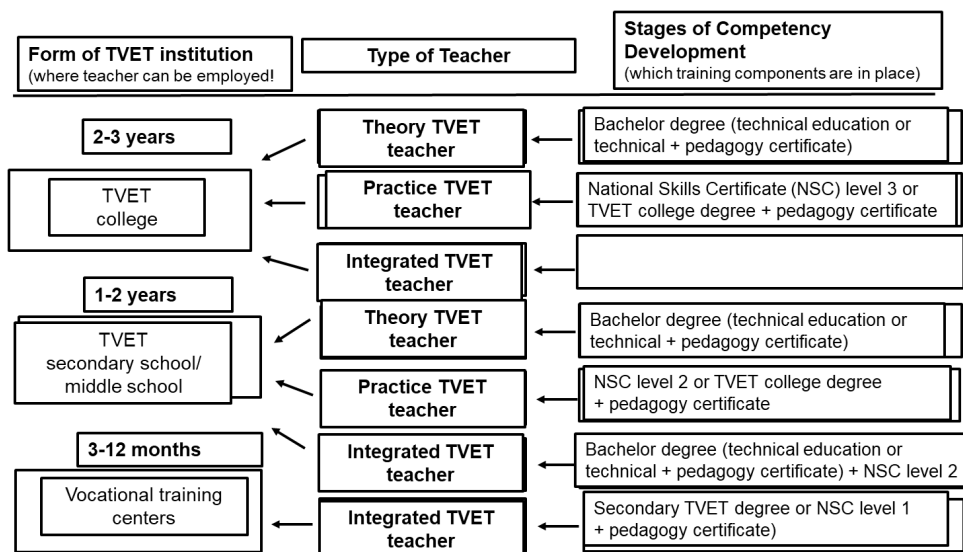 Form of TVET institution
(where teacher can be employed!
Type of Teacher
Stages of Competency
Development
(which training components are in place)
2-3 years
TVET
college
Theory TVET
teacher
Bachelor degree (technical education or
technical + pedagogy certificate)
Practice TVET
teacher
National Skills Certificate (NSC) level 3 or
TVET college degree + pedagogy certificate
Integrated TVET
teacher
1-2 years
TVET
secondary school/
middle school
Theory TVET
teacher
Bachelor degree (technical education or
technical + pedagogy certificate)
Practice TVET
teacher
NSC level 2 or TVET college degree
+ pedagogy certificate
Integrated TVET
teacher
Bachelor degree (technical education or
technical + pedagogy certificate) + NSC level 2
3-12 months
Vocational training
centers
Integrated TVET
teacher
Secondary TVET degree or NSC level 1
+ pedagogy certificate)